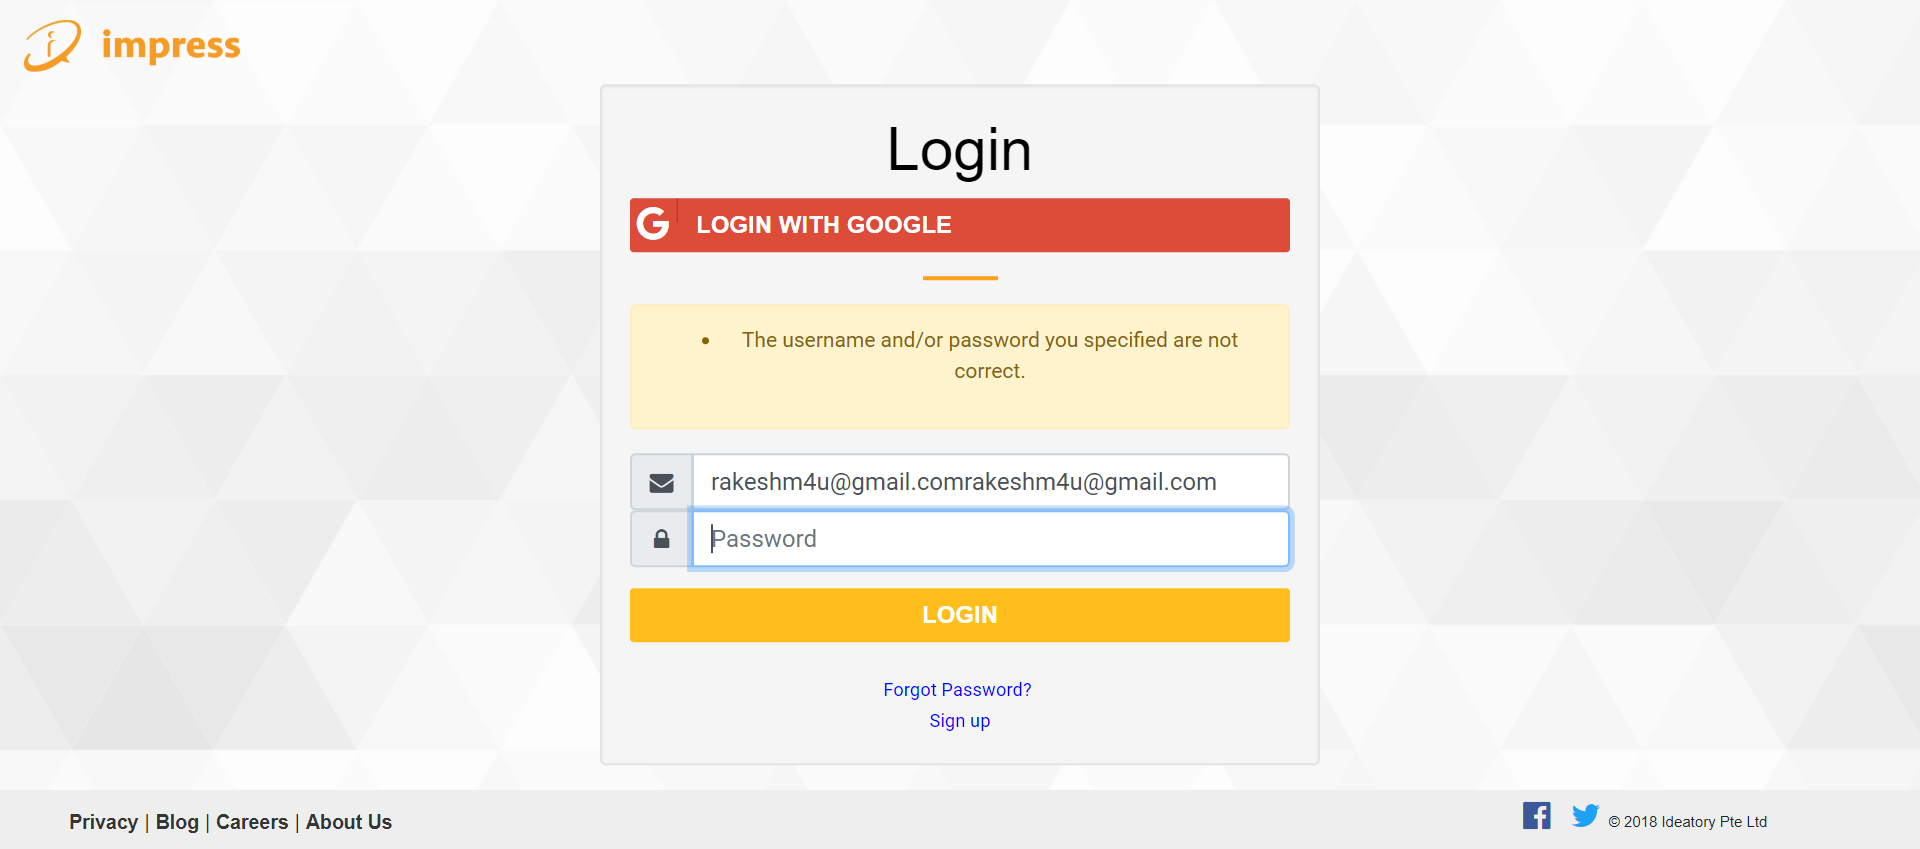 impress
Login
LOGIN WITH GOOGLE
• The username and/or password you specified are not
correct.
rakeshm4u@gmail.comrakeshm4u@gmail.com
Password
LOGIN
Forgot Password?
Sign up
Privacy | Blog | Careers | About Us
© 2018 Ideatory Pte Ltd